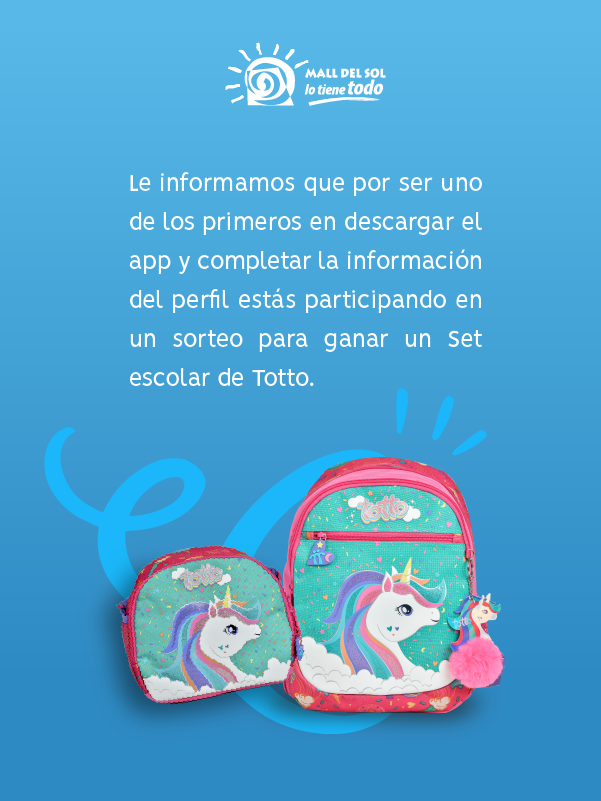 MALL DEL SOL
lo tiene todo
Le informamos que por ser uno
de los primeros en descargar el
app y completar la información
del perfil estás participando en
un sorteo para ganar un Set
escolar de Totto.
totto
totto